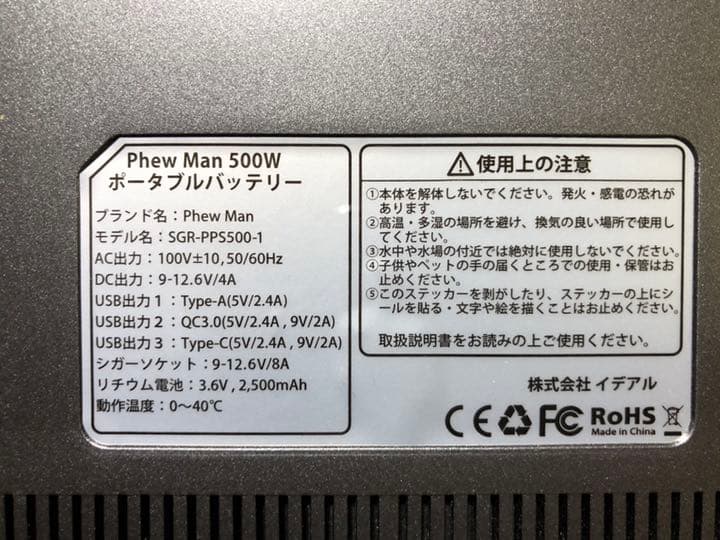 Phew Man 500W
ポータブルバッテリー
ブランド名：Phew Man
モデル名：SGR-PPS500-1
AC出力：100V±10, 50/60Hz
DC出力：9-12.6V/4A
USB出力1：Type-A(5V/2.4A)
USB出力2：QC3.0(5V/2.4A , 9V/2A)
USB出力3：Type-C(5V/2.4A , 9V/2A)
シガーソケット：9-12.6V/8A
リチウム電池：3.6V , 2,500mAh
動作温度：0〜40℃
⚠使用上の注意
①本体を解体しないでください。発火・感電の恐れが
あります。
②高温・多湿の場所を避け、換気の良い場所で使用し
てください。
③水中や水場の付近では絶対に使用しないでください。
④子供やペットの手の届くところでの使用・保管はお
止めください。
⑤このステッカーを剥がしたり、ステッカーの上にシ
ールを貼る・文字や絵を描くことはお止めください。
取扱説明書をお読みの上ご使用ください。
株式会社 イデアル
CE FC RoHS
Made in China